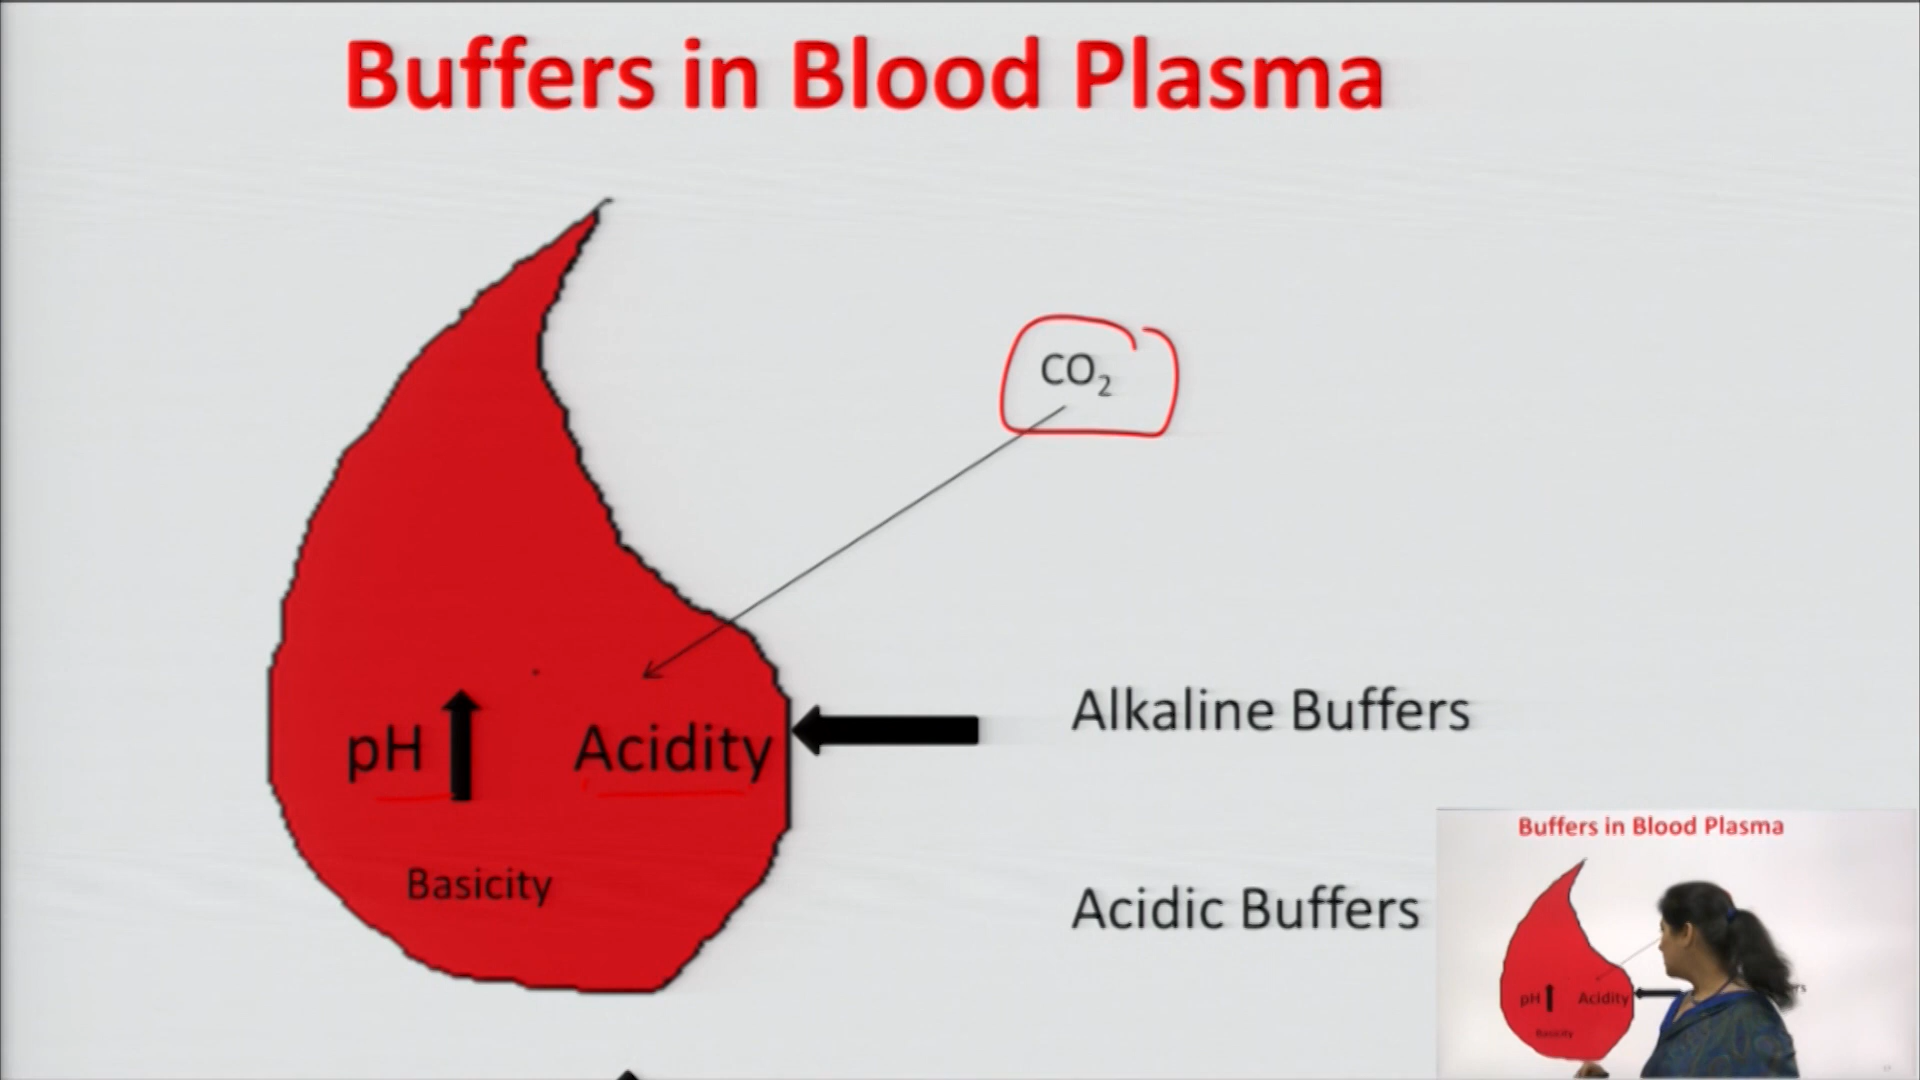 Buffers in Blood Plasma
CO₂
pH Acidity
Alkaline Buffers
Basicity
Acidic Buffers
Buffers in Blood Plasma
pH Acidity
Basicity